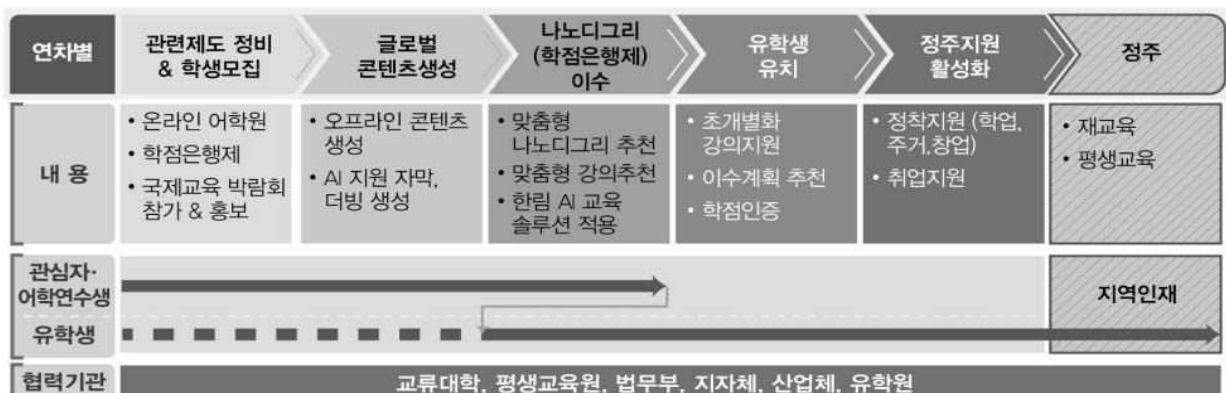 연차별
관련제도 정비
& 학생모집
글로벌
콘텐츠생성
나노디그리
(학점은행제)
이수
유학생
유치
정주지원
활성화
정주
내 용
• 온라인 어학원
• 학점은행제
• 국제교육 박람회
참가 & 홍보
• 오프라인 콘텐츠
생성
• AI 지원 자막,
더빙 생성
• 맞춤형
나노디그리 추천
• 맞춤형 강의추천
• 한림 AI 교육
솔루션 적용
• 초개별화
강의지원
• 이수계획 추천
• 학점인증
• 정착지원 (학업,
주거,창업)
• 취업지원
• 재교육
• 평생교육
관심자·
어학연수생
유학생
지역인재
협력기관
교류대학, 평생교육원, 법무부, 지자체, 산업체, 유학원